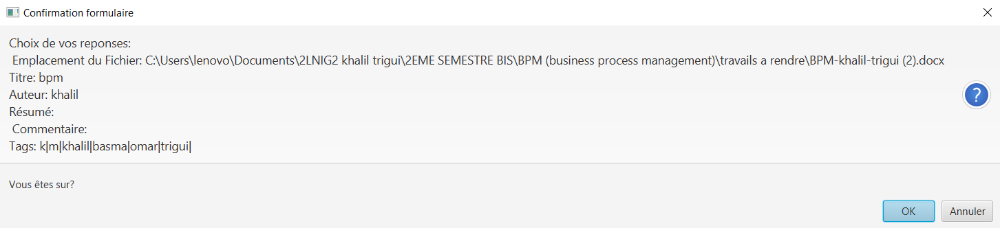 Confirmation formulaire
Choix de vos reponses:
Emplacement du Fichier: C:\Users\lenovo\Documents\2LNIG2 khalil trigui\2EME SEMESTRE BIS\BPM (business process management)\travails a rendre\BPM-khalil-trigui (2).docx
Titre: bpm
Auteur: khalil
Résumé:
Commentaire:
Tags: k|m|khalil|basma|omar|trigui|
Vous êtes sur?
OK Annuler